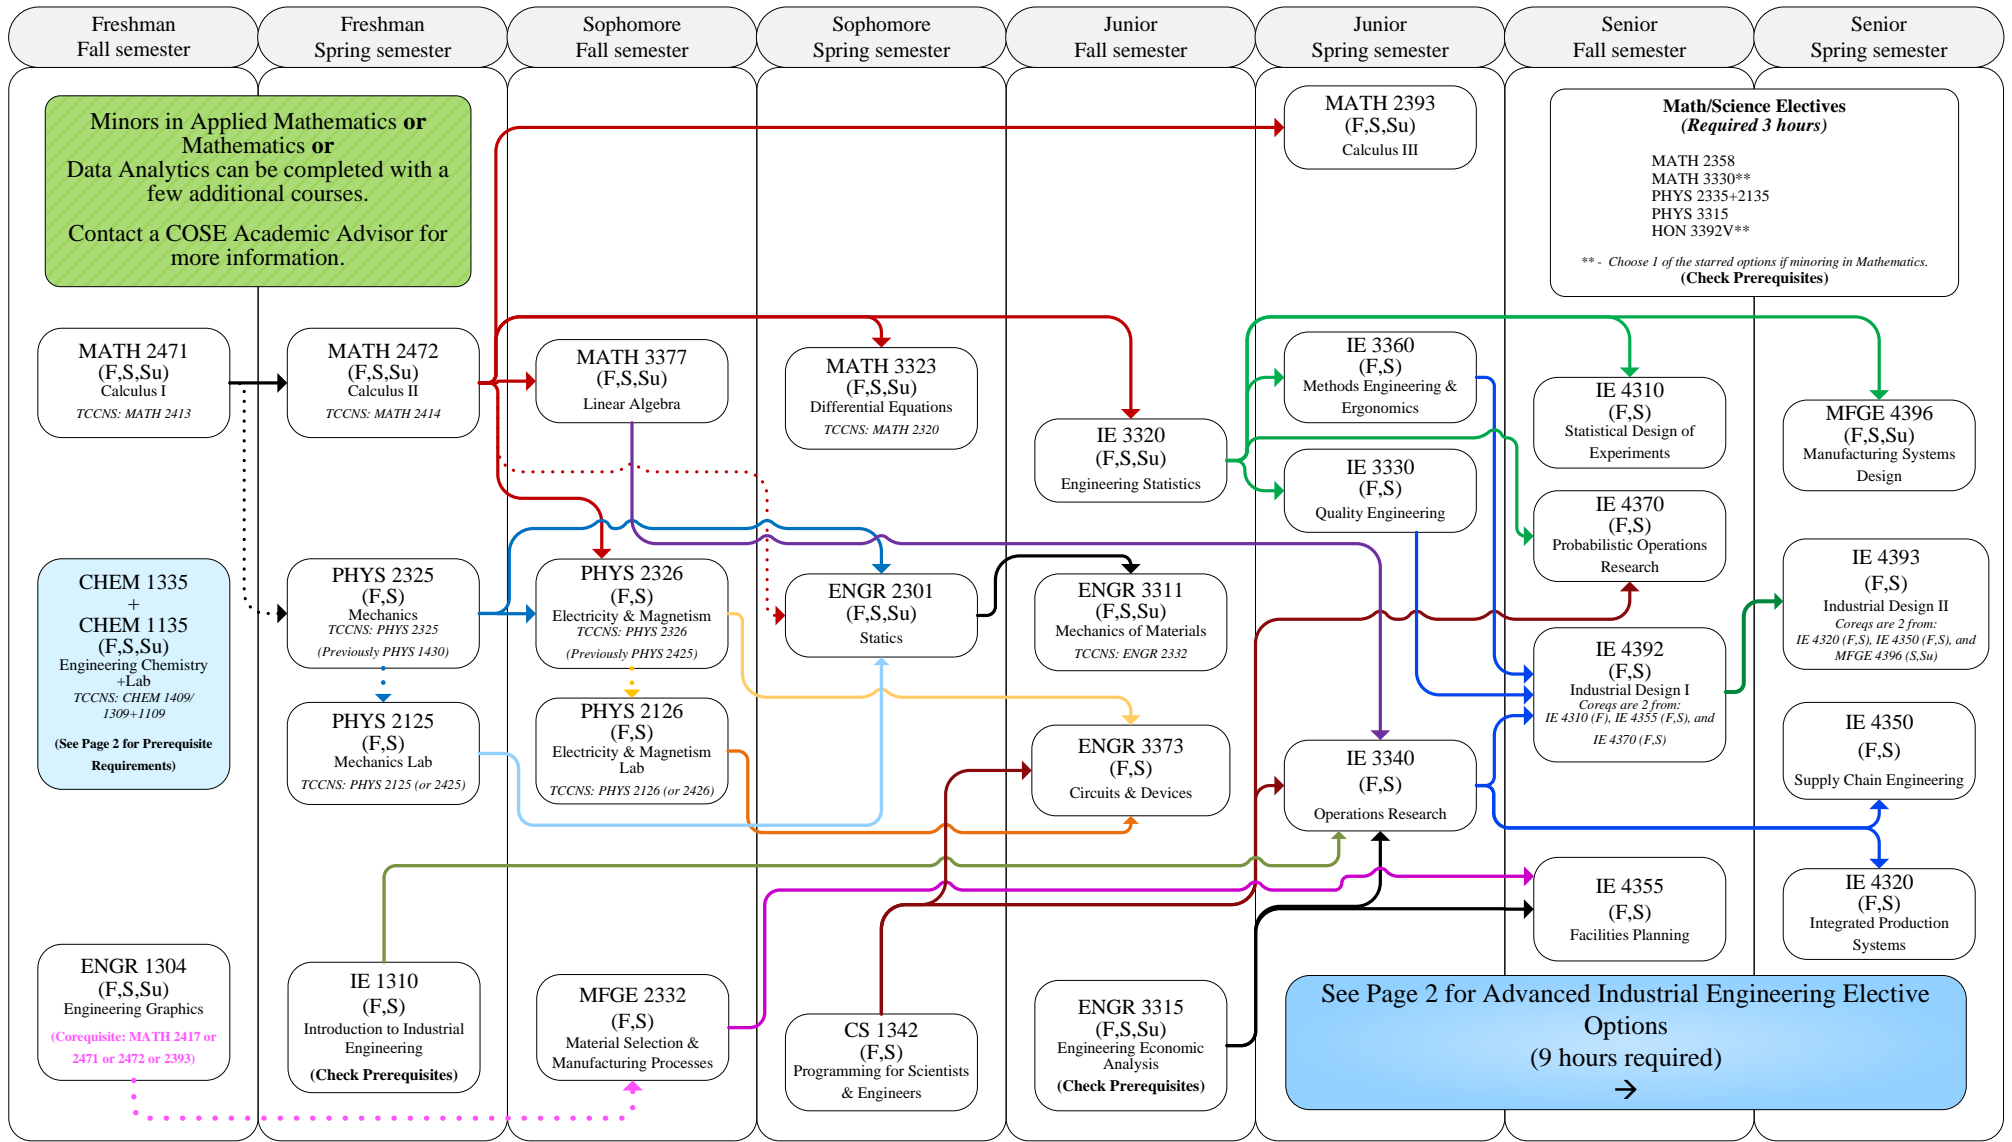 Freshman
Fall semester
Freshman
Spring semester
Sophomore
Fall semester
Sophomore
Spring semester
Junior
Fall semester
Junior
Spring semester
Senior
Fall semester
Senior
Spring semester
Minors in Applied Mathematics or
Mathematics or
Data Analytics can be completed with a
few additional courses.
Contact a COSE Academic Advisor for
more information.
MATH 2471
(F,S,Su)
Calculus I
TCCNS: MATH 2413
CHEM 1335
+
CHEM 1135
(F,S,Su)
Engineering Chemistry
+Lab
TCCNS: CHEM 1409/
1309+1109
(See Page 2 for Prerequisite
Requirements)
ENGR 1304
(F,S,Su)
Engineering Graphics
(Corequisite: MATH 2417 or
2471 or 2472 or 2393)
MATH 2472
(F,S,Su)
Calculus II
TCCNS: MATH 2414
PHYS 2325
(F,S)
Mechanics
TCCNS: PHYS 2325
(Previously PHYS 1430)
PHYS 2125
(F,S)
Mechanics Lab
TCCNS: PHYS 2125 (or 2425)
IE 1310
(F,S)
Introduction to Industrial
Engineering
(Check Prerequisites)
MATH 3377
(F,S,Su)
Linear Algebra
PHYS 2326
(F,S)
Electricity & Magnetism
TCCNS: PHYS 2326
(Previously PHYS 2425)
PHYS 2126
(F,S)
Electricity & Magnetism
Lab
TCCNS: PHYS 2126 (or 2426)
MFGE 2332
(F,S)
Material Selection &
Manufacturing Processes
MATH 3323
(F,S,Su)
Differential Equations
TCCNS: MATH 2320
ENGR 2301
(F,S,Su)
Statics
CS 1342
(F,S)
Programming for Scientists
& Engineers
IE 3320
(F,S,Su)
Engineering Statistics
ENGR 3311
(F,S,Su)
Mechanics of Materials
TCCNS: ENGR 2332
ENGR 3373
(F,S)
Circuits & Devices
ENGR 3315
(F,S,Su)
Engineering Economic
Analysis
(Check Prerequisites)
MATH 2393
(F,S,Su)
Calculus III
IE 3360
(F,S)
Methods Engineering &
Ergonomics
IE 3330
(F,S)
Quality Engineering
IE 3340
(F,S)
Operations Research
Math/Science Electives
(Required 3 hours)
MATH 2358
MATH 3330**
PHYS 2335+2135
PHYS 3315
HON 3392V**
** - Choose 1 of the starred options if minoring in Mathematics.
(Check Prerequisites)
IE 4310
(F,S)
Statistical Design of
Experiments
IE 4370
(F,S)
Probabilistic Operations
Research
IE 4392
(F,S)
Industrial Design I
Coreqs are 2 from:
IE 4310 (F), IE 4355 (F,S), and
IE 4370 (F,S)
IE 4355
(F,S)
Facilities Planning
MFGE 4396
(F,S,Su)
Manufacturing Systems
Design
IE 4393
(F,S)
Industrial Design II
Coreqs are 2 from:
IE 4320 (F,S), IE 4350 (F,S), and
MFGE 4396 (S,Su)
IE 4350
(F,S)
Supply Chain Engineering
IE 4320
(F,S)
Integrated Production
Systems
See Page 2 for Advanced Industrial Engineering Elective
Options
(9 hours required)
→